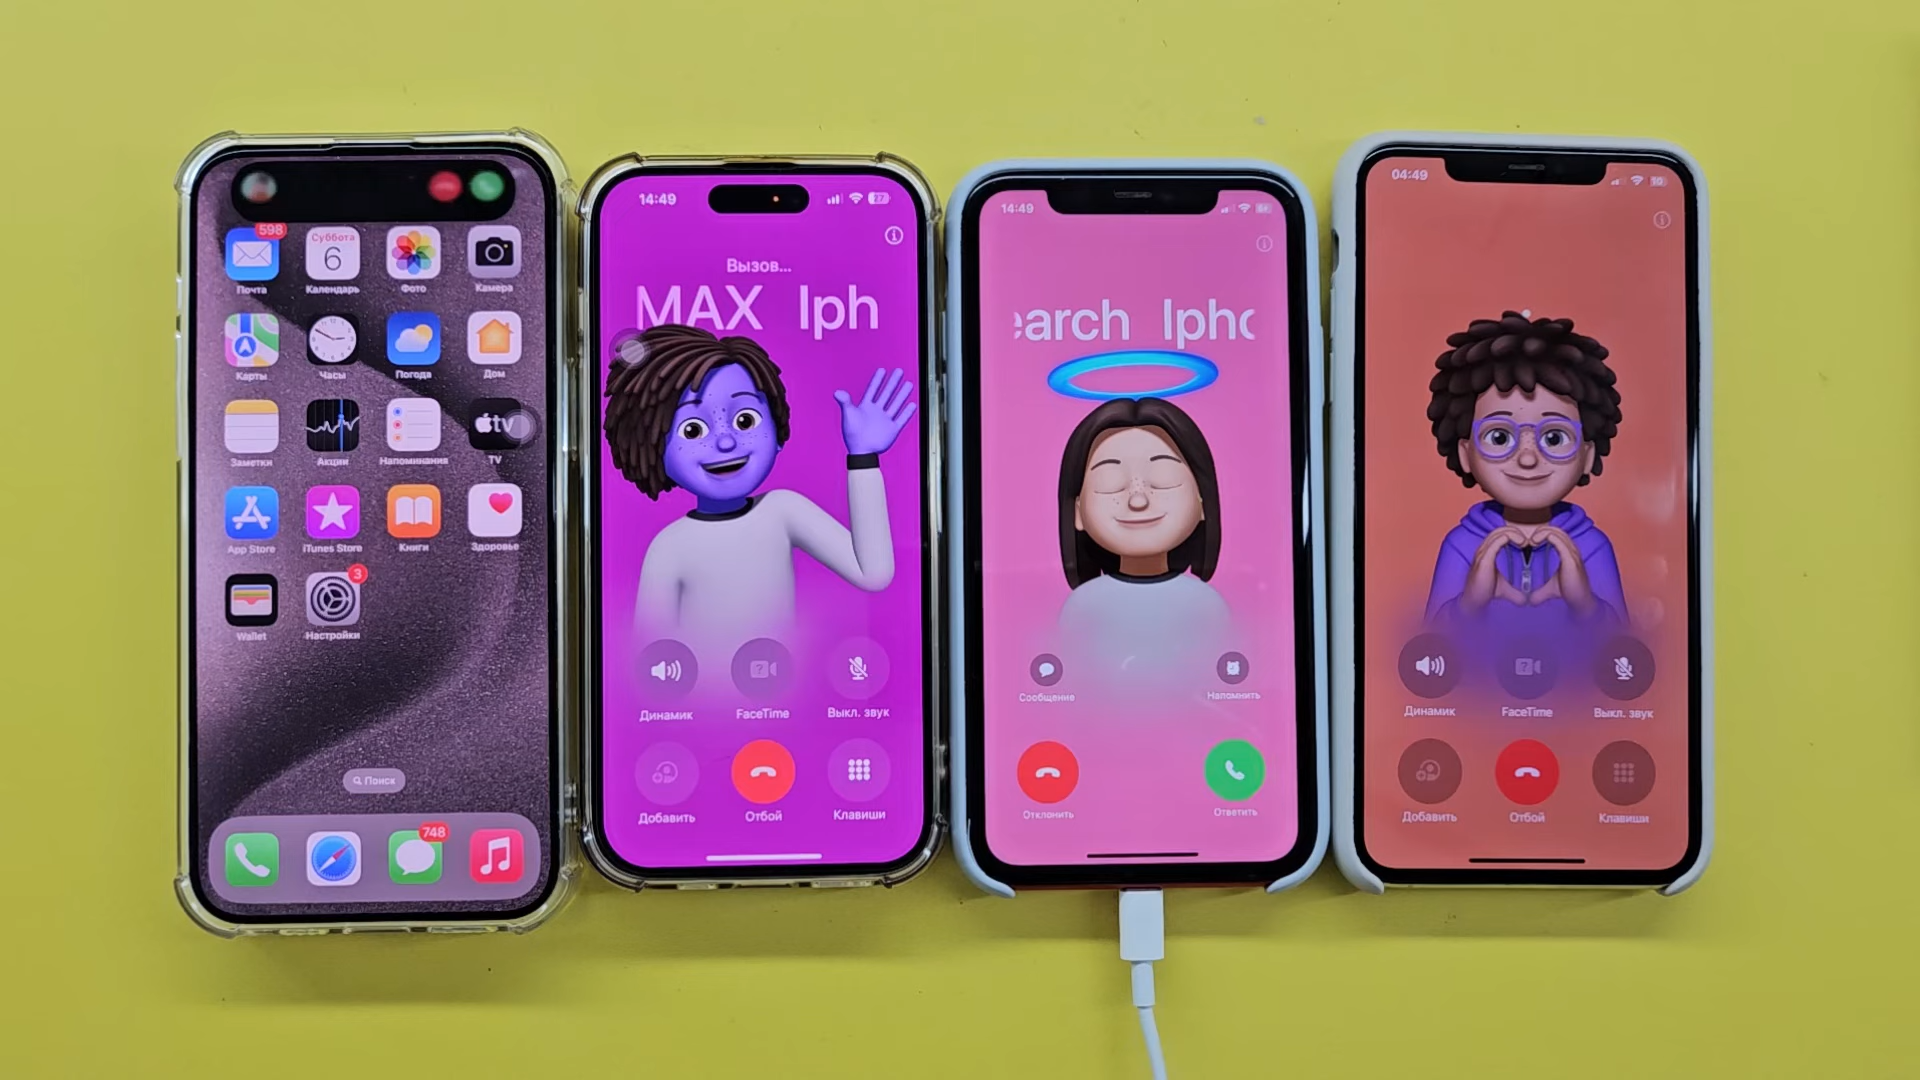 598
Суббота
6
Почта
Календарь
Фото
Камера
Карты
Часы
Погода
Дом
tv
Заметки
Акции
Напоминания
TV
App Store
iTunes Store
Книги
Здоровье
3
Wallet
Настройки
Поиск
748
14:49
27
Вызов...
MAX Iph
Динамик
FaceTime
Выкл. звук
Добавить
Отбой
Клавиши
14:49
earch Ipho
Сообщение
Напомнить
Отклонить
Ответить
04:49
Динамик
FaceTime
Выкл. звук
Добавить
Отбой
Клавиши